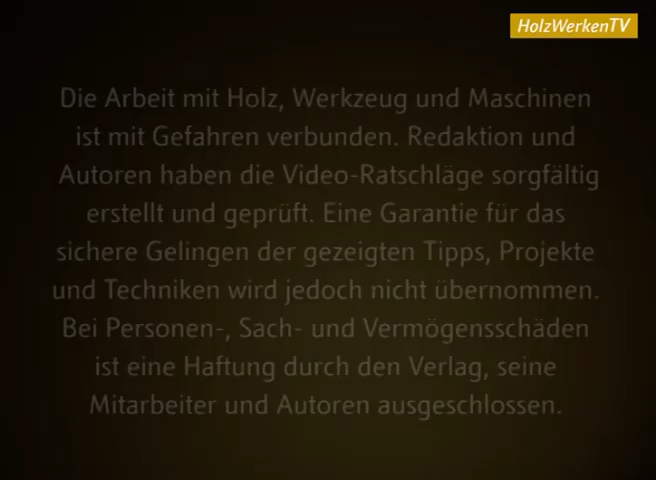 HolzWerkenTV
Die Arbeit mit Holz, Werkzeug und Maschinen
ist mit Gefahren verbunden. Redaktion und
Autoren haben die Video-Ratschläge sorgfältig
erstellt und geprüft. Eine Garantie für das
sichere Gelingen der gezeigten Tipps, Projekte
und Techniken wird jedoch nicht übernommen.
Bei Personen-, Sach- und Vermögensschäden
ist eine Haftung durch den Verlag, seine
Mitarbeiter und Autoren ausgeschlossen.